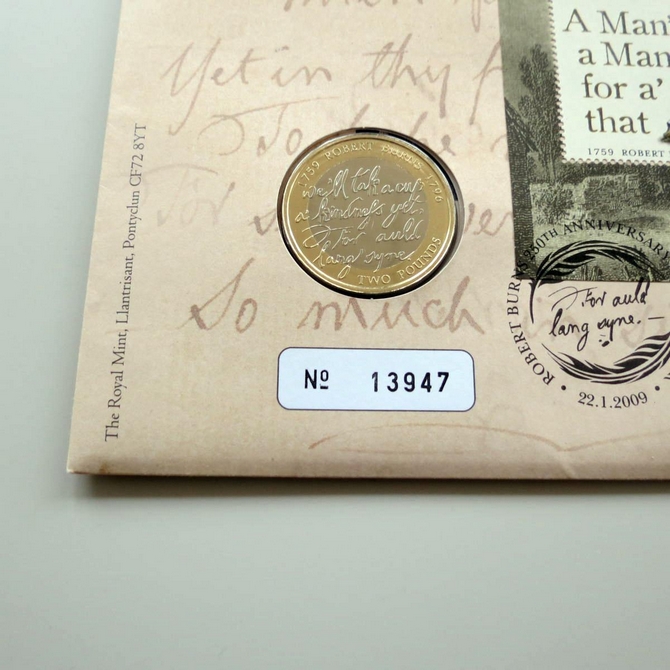 A Man'
a Man
for a'
that
1759 ROBERT
Yet in thy
To
For
So much
The Royal Mint, Llantrisant, Pontyclun CF72 8YT
1759 ROBERT BURNS 1796
we'll tak a cup
a' kindness yet,
For auld
lang syne
TWO POUNDS
Nº 13947
ROBERT BURNS 250TH ANNIVERSARY
For auld
lang syne.—
22.1.2009